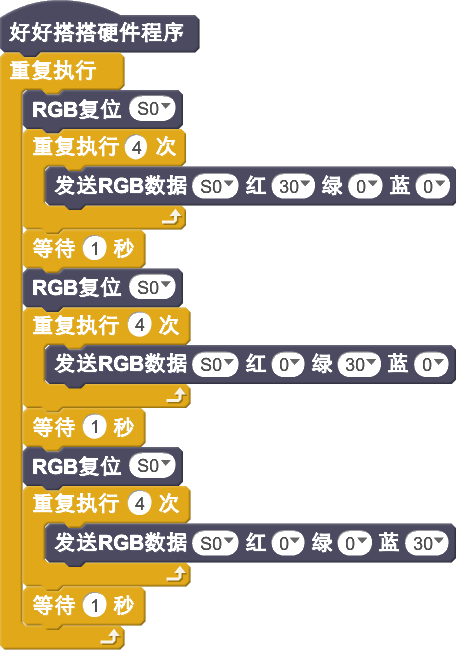 好好搭搭硬件程序
重复执行
RGB复位 S0
重复执行 4 次
发送RGB数据 S0 红 30 绿 0 蓝 0
等待 1 秒
RGB复位 S0
重复执行 4 次
发送RGB数据 S0 红 0 绿 30 蓝 0
等待 1 秒
RGB复位 S0
重复执行 4 次
发送RGB数据 S0 红 0 绿 0 蓝 30
等待 1 秒